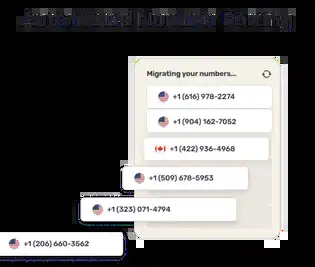 Migrating your numbers...
+1 (616) 978-2274
+1 (904) 162-7052
+1 (422) 936-4968
+1 (509) 678-5953
+1 (323) 071-4794
+1 (206) 660-3562